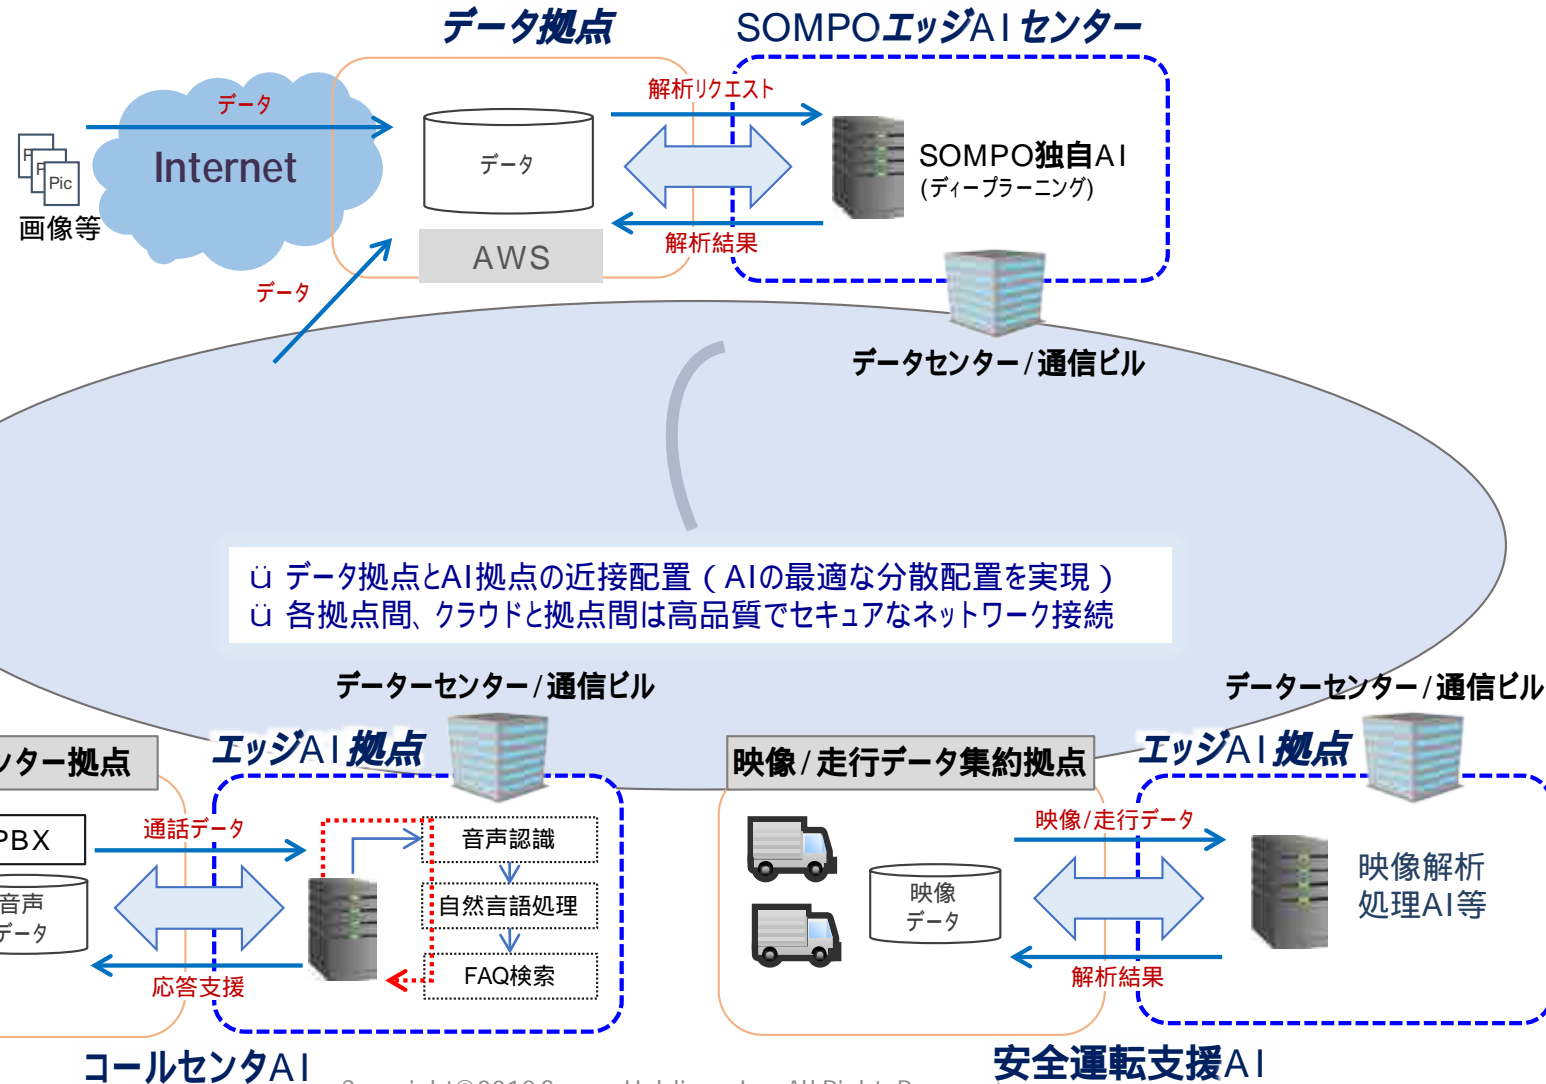 データ拠点
SOMPOエッジAIセンター
データ
解析リクエスト
Internet
データ
SOMPO独自AI
(ディープラーニング)
Pic
画像等
AWS
解析結果
データ
データセンター/通信ビル
ü データ拠点とAI拠点の近接配置（AIの最適な分散配置を実現）
ü 各拠点間、クラウドと拠点間は高品質でセキュアなネットワーク接続
データーセンター/通信ビル
データーセンター/通信ビル
ンター拠点
エッジAI拠点
映像/走行データ集約拠点
エッジAI拠点
PBX
通話データ
音声認識
映像/走行データ
音声
データ
自然言語処理
映像
データ
映像解析
処理AI等
応答支援
FAQ検索
解析結果
コールセンタAI
安全運転支援AI